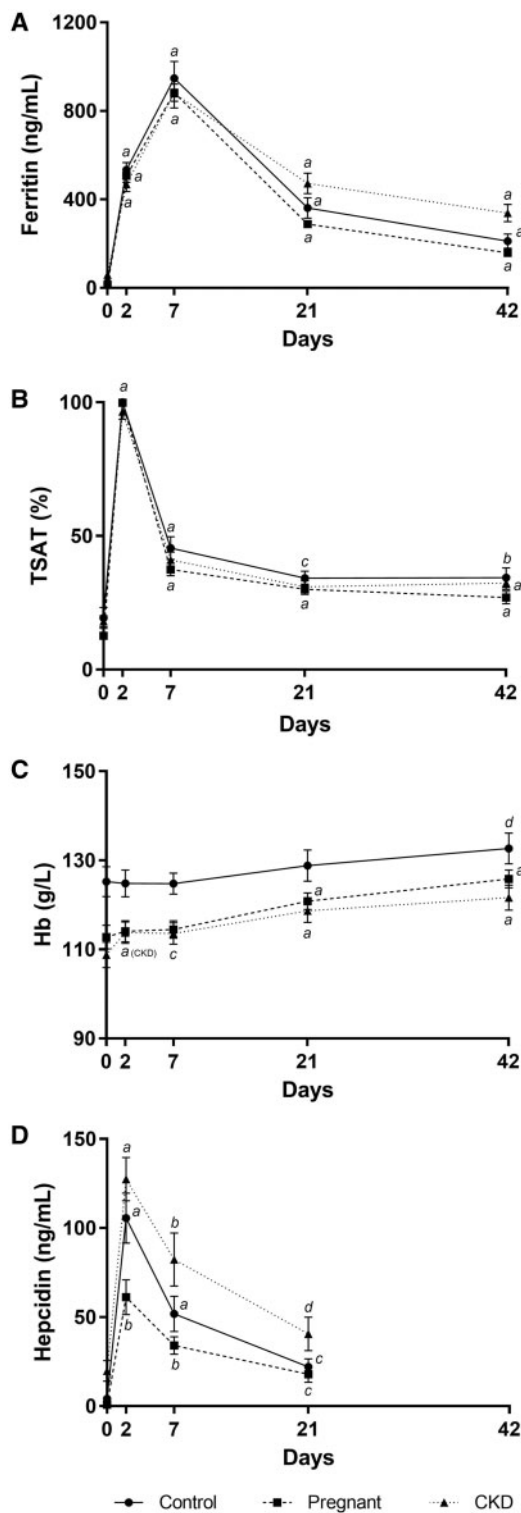 A
1200
800
400
0
Ferritin (ng/mL)
a
a
a
a
a
a
a
a
a
a
a
0 2 7 21 42
Days
B
100
50
0
TSAT (%)
a
a
a
c
a
b
a
a
0 2 7 21 42
Days
C
150
130
110
90
Hb (g/L)
a (CKD)
c
a
a
d
a
a
0 2 7 21 42
Days
D
150
100
50
0
Hepcidin (ng/mL)
a
a
b
b
a
b
d
c
c
0 2 7 21 42
Days
Control Pregnant CKD